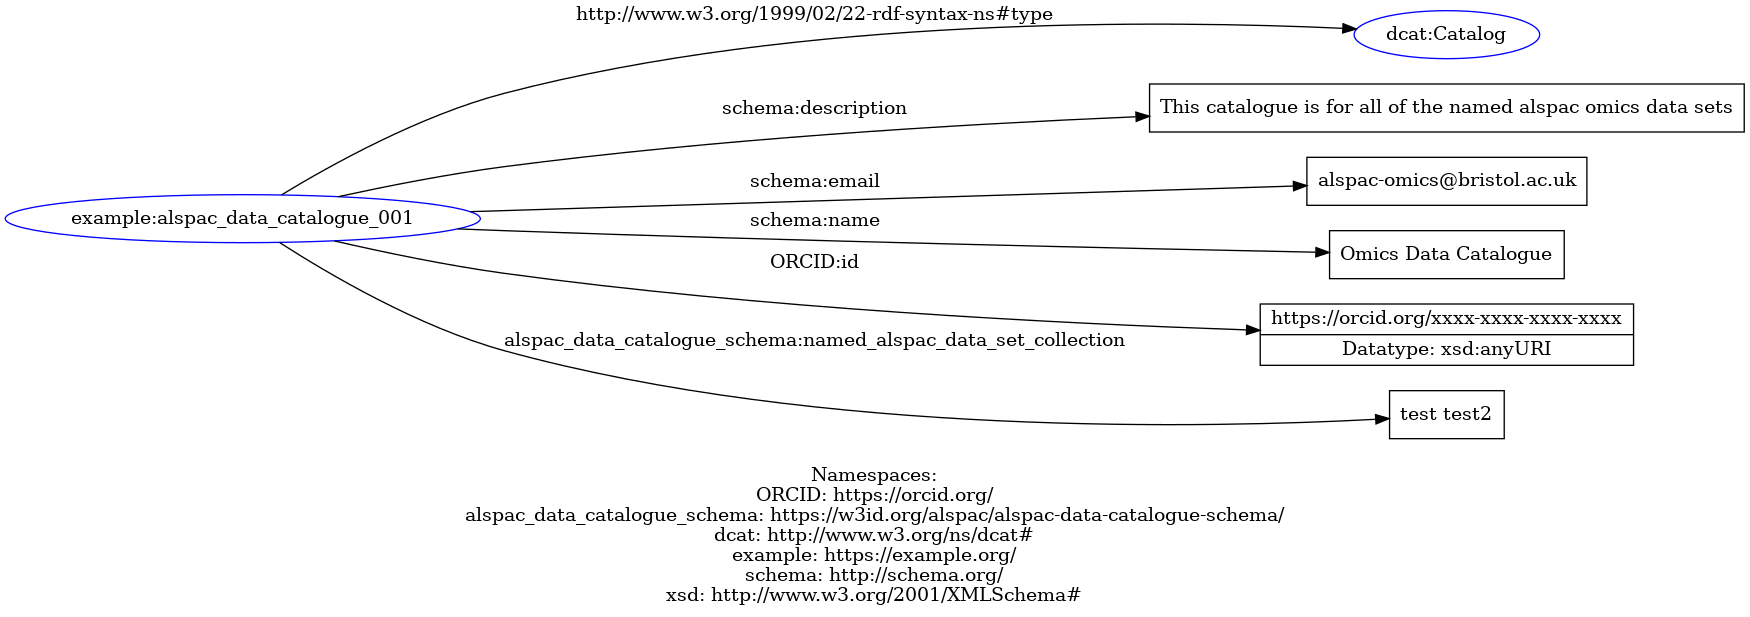 http://www.w3.org/1999/02/22-rdf-syntax-ns#type
dcat:Catalog
schema:description
This catalogue is for all of the named alspac omics data sets
schema:email
alspac-omics@bristol.ac.uk
example:alspac_data_catalogue_001
schema:name
Omics Data Catalogue
ORCID:id
https://orcid.org/xxxx-xxxx-xxxx-xxxx
Datatype: xsd:anyURI
alspac_data_catalogue_schema:named_alspac_data_set_collection
test test2
Namespaces:
ORCID: https://orcid.org/
alspac_data_catalogue_schema: https://w3id.org/alspac/alspac-data-catalogue-schema/
dcat: http://www.w3.org/ns/dcat#
example: https://example.org/
schema: http://schema.org/
xsd: http://www.w3.org/2001/XMLSchema#